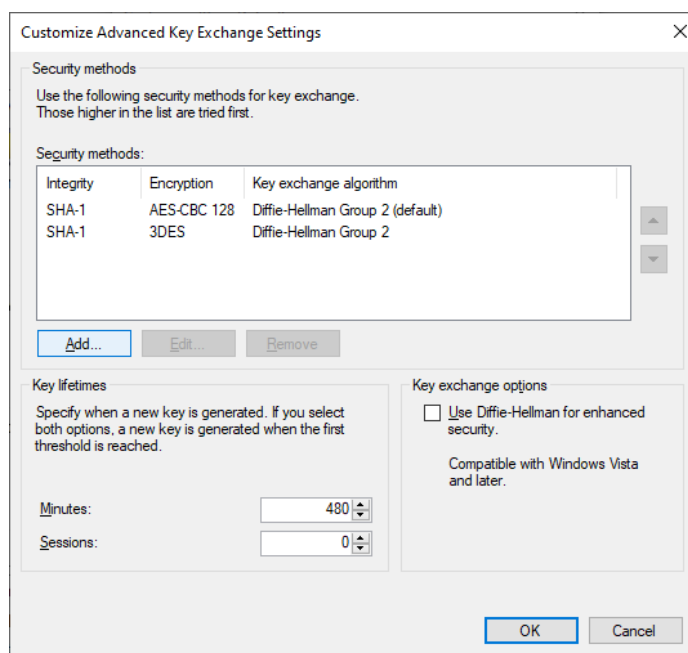 Customize Advanced Key Exchange Settings
Security methods
Use the following security methods for key exchange.
Those higher in the list are tried first.
Security methods:
Integrity Encryption Key exchange algorithm
SHA-1 AES-CBC 128 Diffie-Hellman Group 2 (default)
SHA-1 3DES Diffie-Hellman Group 2
Add... Edit... Remove
Key lifetimes
Specify when a new key is generated. If you select
both options, a new key is generated when the first
threshold is reached.
Minutes: 480
Sessions: 0
Key exchange options
Use Diffie-Hellman for enhanced
security.
Compatible with Windows Vista
and later.
OK Cancel